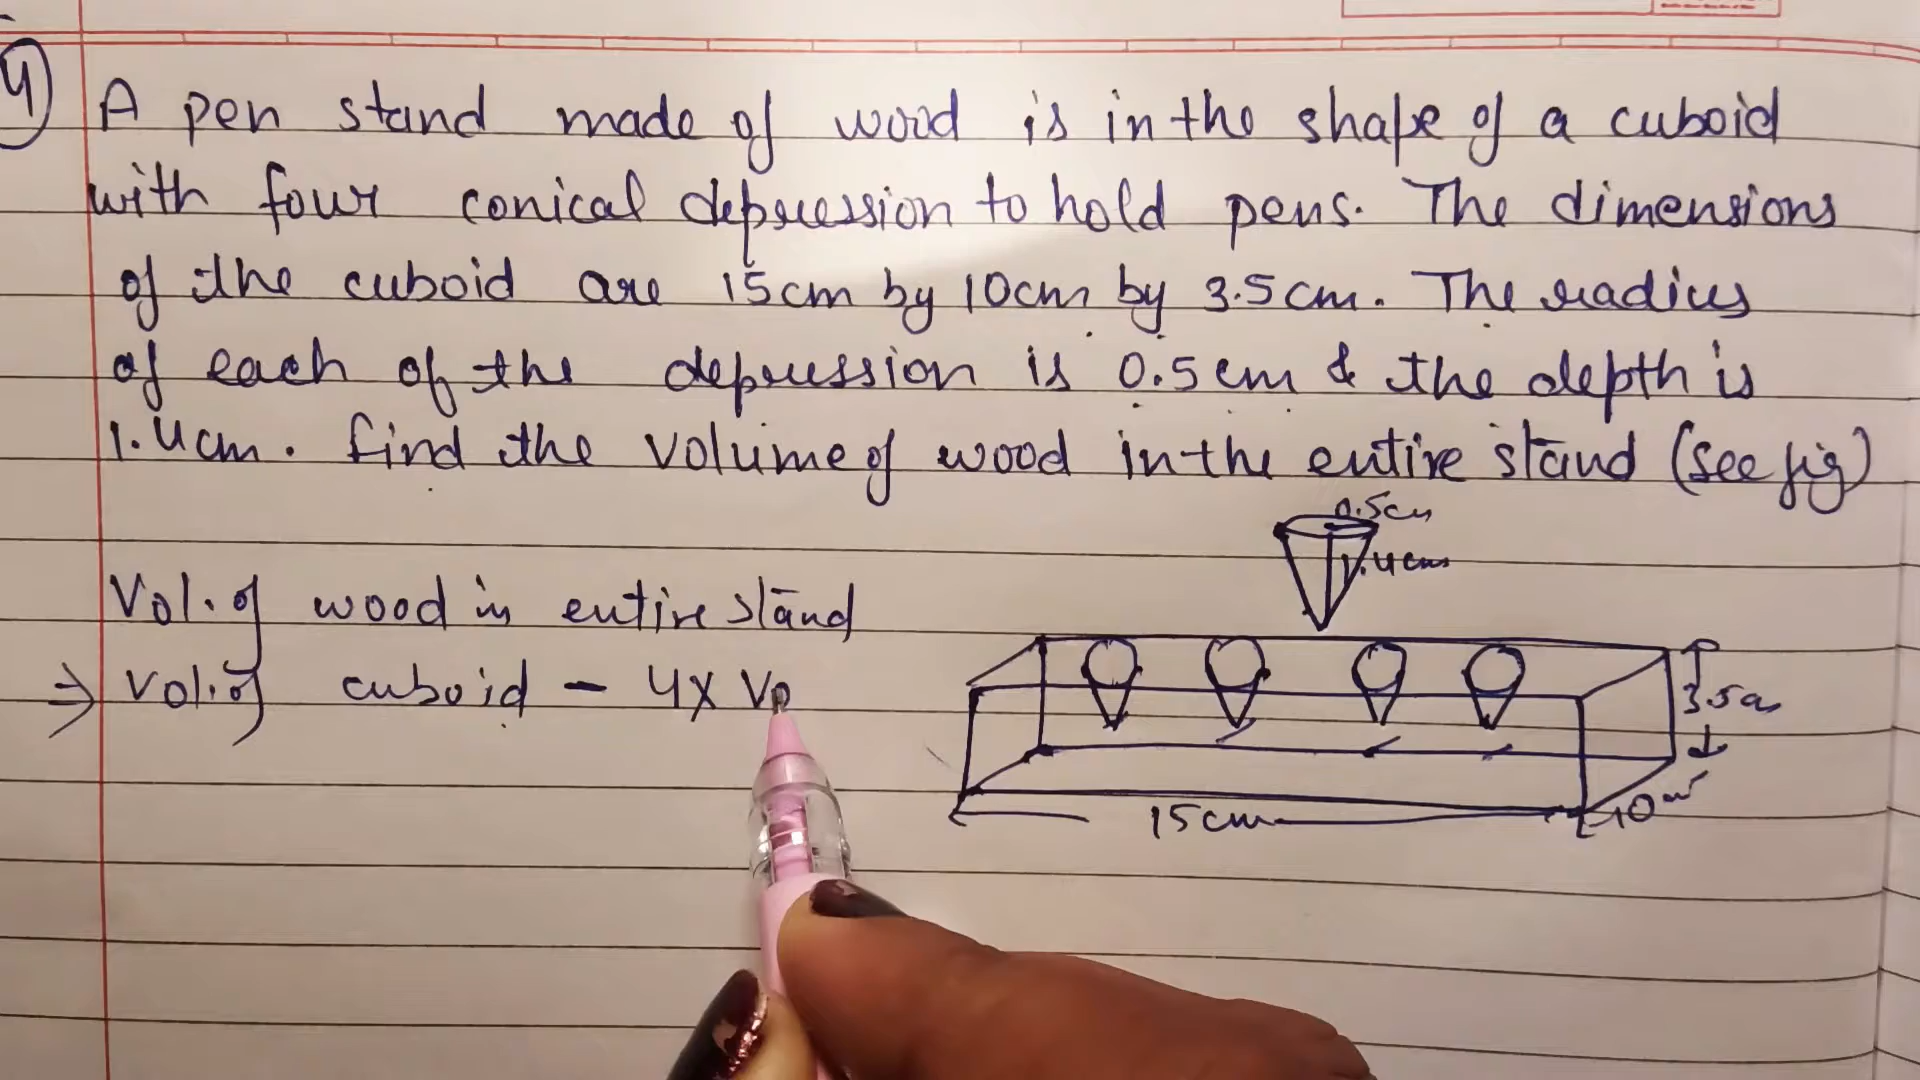 4) A pen stand made of wood is in the shape of a cuboid
with four conical depression to hold pens. The dimensions
of the cuboid are 15cm by 10cm by 3.5cm. The radius
of each of the depression is 0.5cm & the depth is
1.4cm. find the volume of wood in the entire stand (see fig)
0.5cm
1.4cm
Vol. of wood in entire stand
⇒ vol. of cuboid - 4x Vo
3.5cm
15cm
10cm